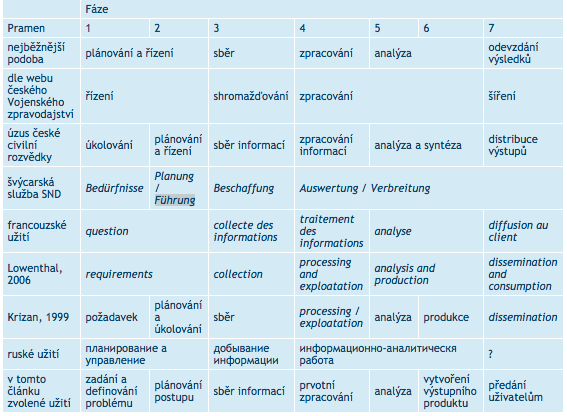 Fáze
Pramen 1 2 3 4 5 6 7
nejběžnější podoba plánování a řízení sběr zpracování analýza odevzdání výsledků
dle webu českého Vojenského zpravodajství řízení shromažďování zpracování šíření
úzus české civilní rozvědky úkolování plánování a řízení sběr informací zpracování informací analýza a syntéza distribuce výstupů
švýcarská služba SND Bedürfnisse Planung / Führung Beschaffung Auswertung / Verbreitung
francouzské užití question collecte des informations traitement des informations analyse diffusion au client
Lowenthal, 2006 requirements collection processing and exploatation analysis and production dissemination and consumption
Krizan, 1999 požadavek plánování a úkolování sběr processing / exploatation analýza produkce dissemination
ruské užití планирование а управление добывание информации информационно-аналитическя работа ?
v tomto článku zvolené užití zadání a definování problému plánování postupu sběr informací prvotní zpracování analýza vytvoření výstupního produktu předání uživatelům